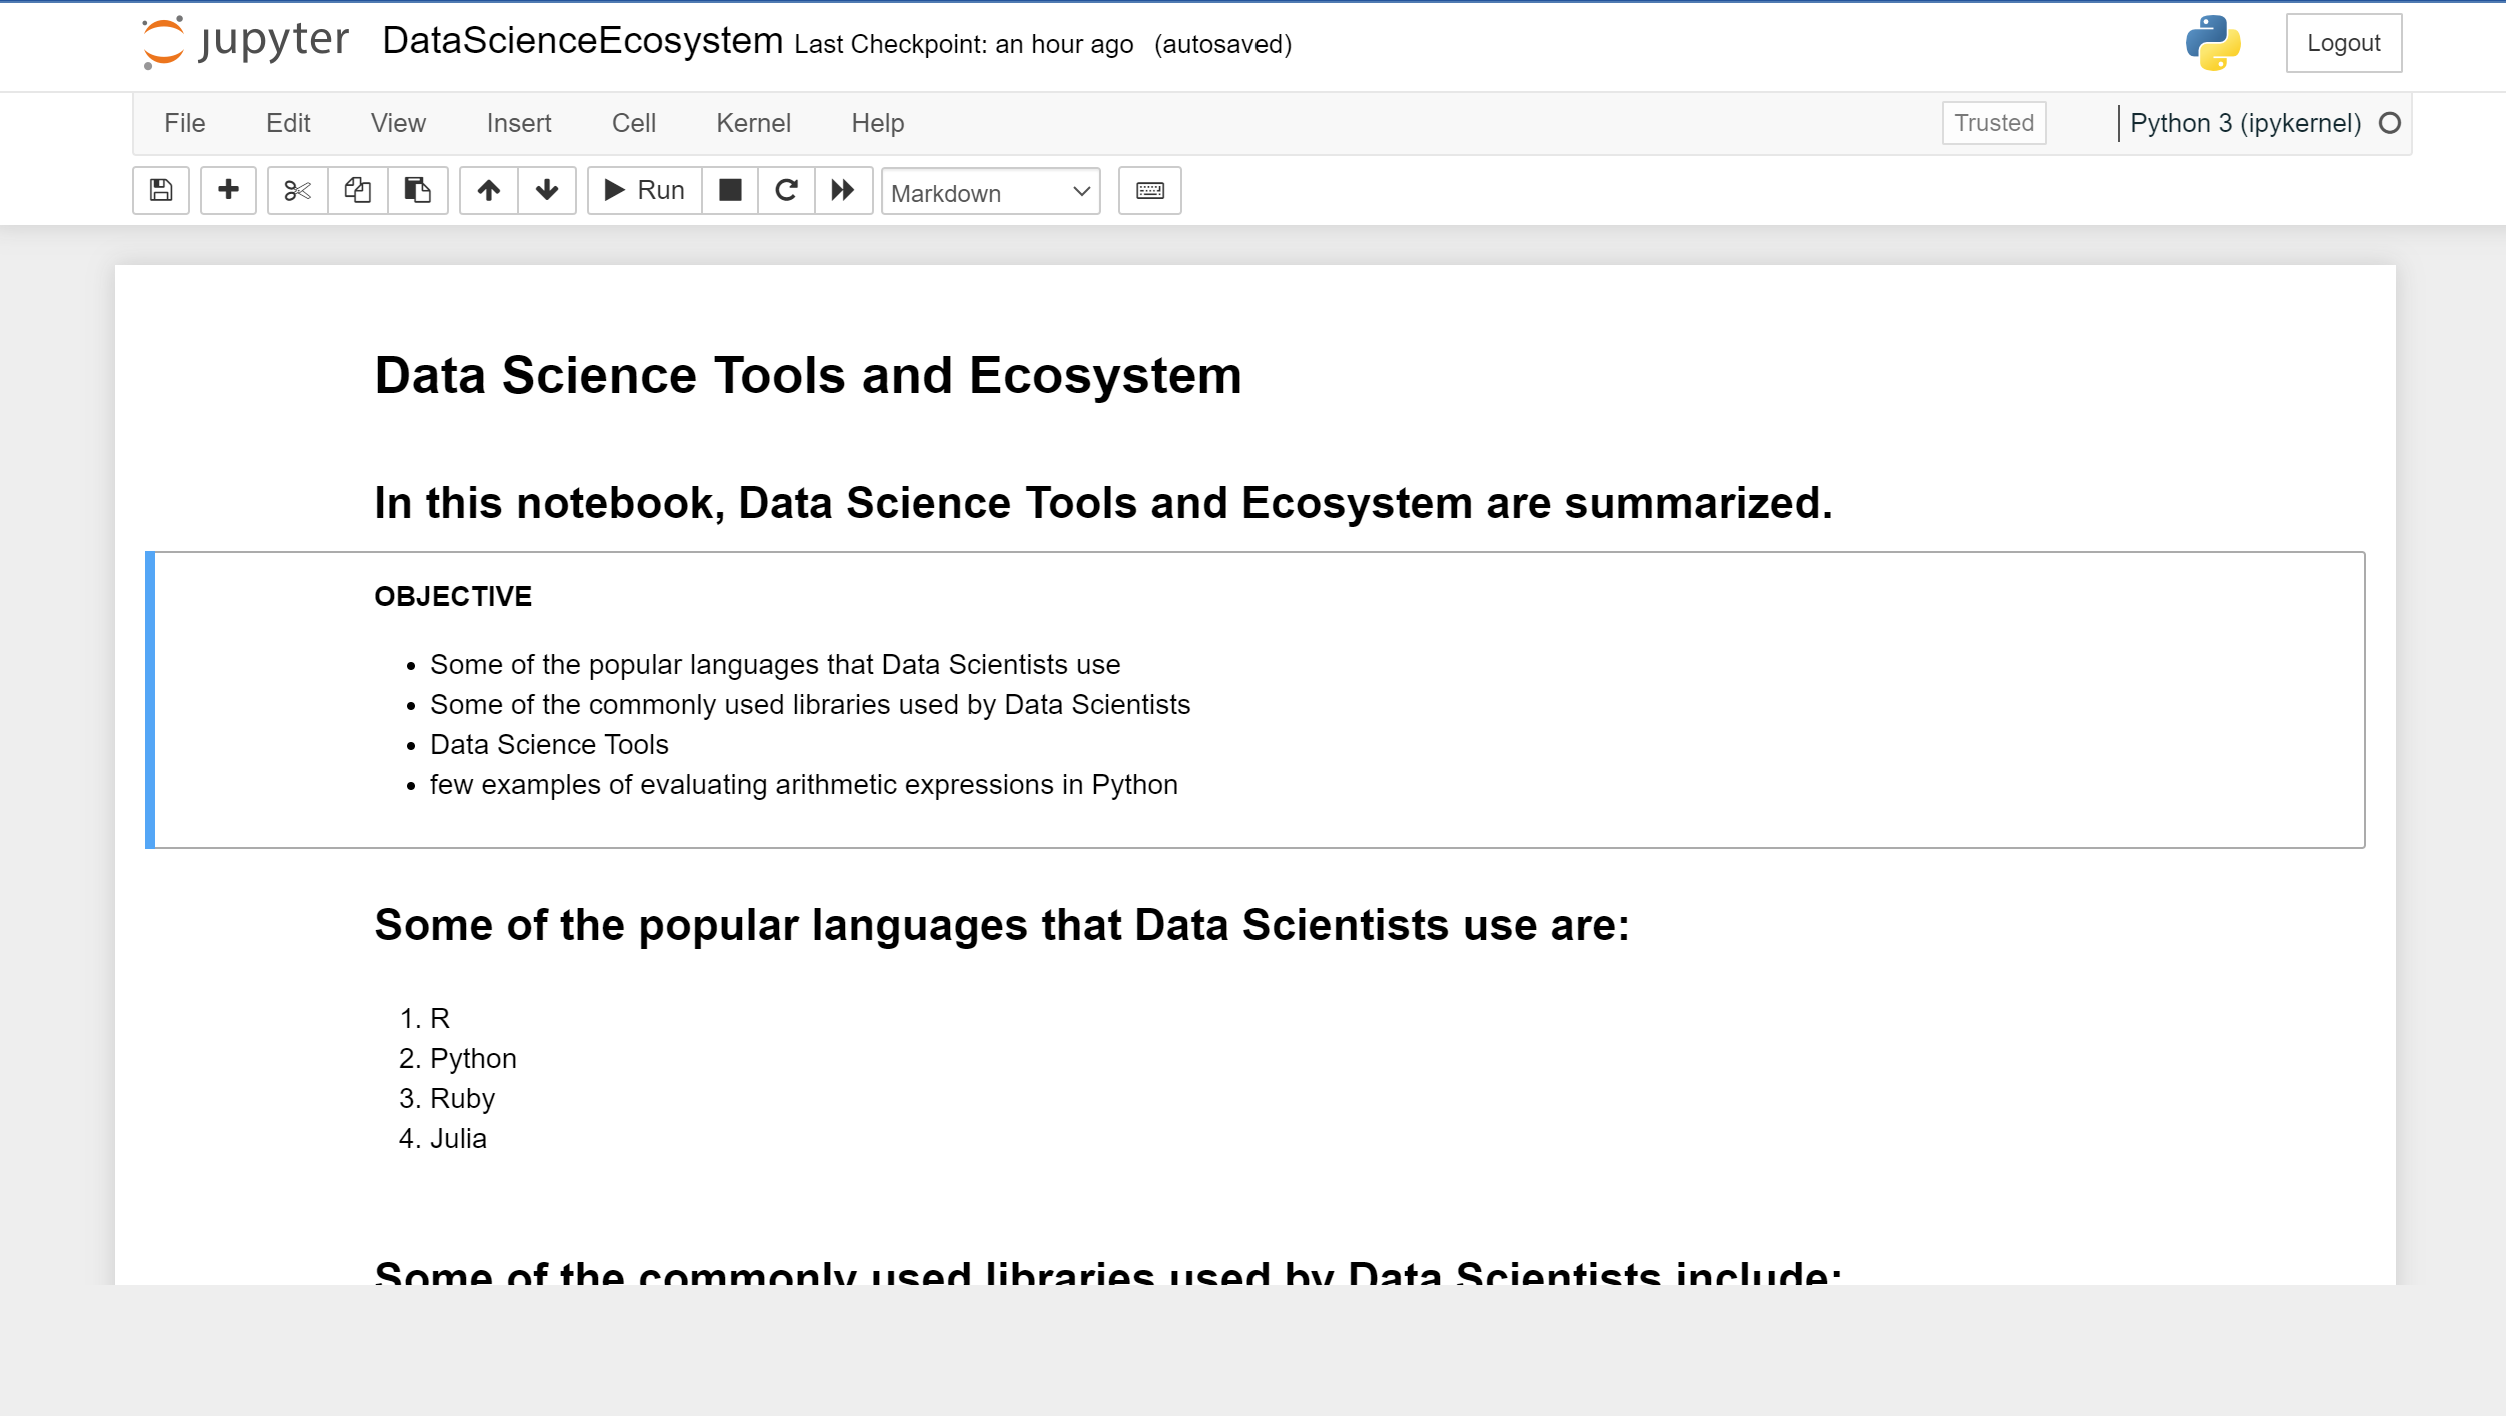 jupyter DataScienceEcosystem Last Checkpoint: an hour ago (autosaved) Logout
File Edit View Insert Cell Kernel Help Trusted Python 3 (ipykernel)
Run Markdown
Data Science Tools and Ecosystem
In this notebook, Data Science Tools and Ecosystem are summarized.
OBJECTIVE
• Some of the popular languages that Data Scientists use
• Some of the commonly used libraries used by Data Scientists
• Data Science Tools
• few examples of evaluating arithmetic expressions in Python
Some of the popular languages that Data Scientists use are:
1. R
2. Python
3. Ruby
4. Julia
Some of the commonly used libraries used by Data Scientists include: